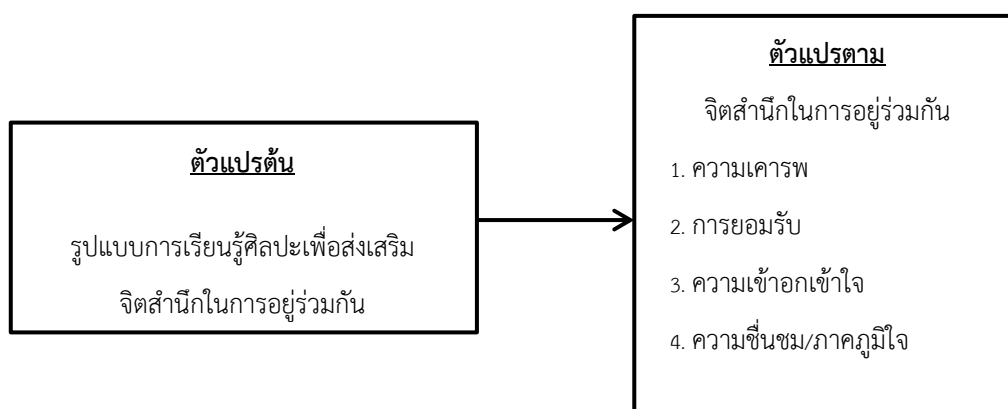 ตัวแปรต้น
รูปแบบการเรียนรู้ศิลปะเพื่อส่งเสริม
จิตสำนึกในการอยู่ร่วมกัน
ตัวแปรตาม
จิตสำนึกในการอยู่ร่วมกัน
1. ความเคารพ
2. การยอมรับ
3. ความเข้าอกเข้าใจ
4. ความชื่นชม/ภาคภูมิใจ